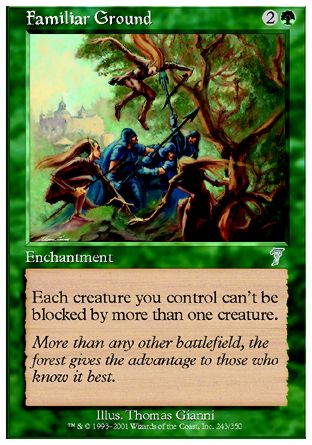 Familiar Ground 2
Enchantment
Each creature you control can't be
blocked by more than one creature.
More than any other battlefield, the
forest gives the advantage to those who
know it best.
Illus. Thomas Gianni
™ & © 1993-2001 Wizards of the Coast, Inc. 243/350